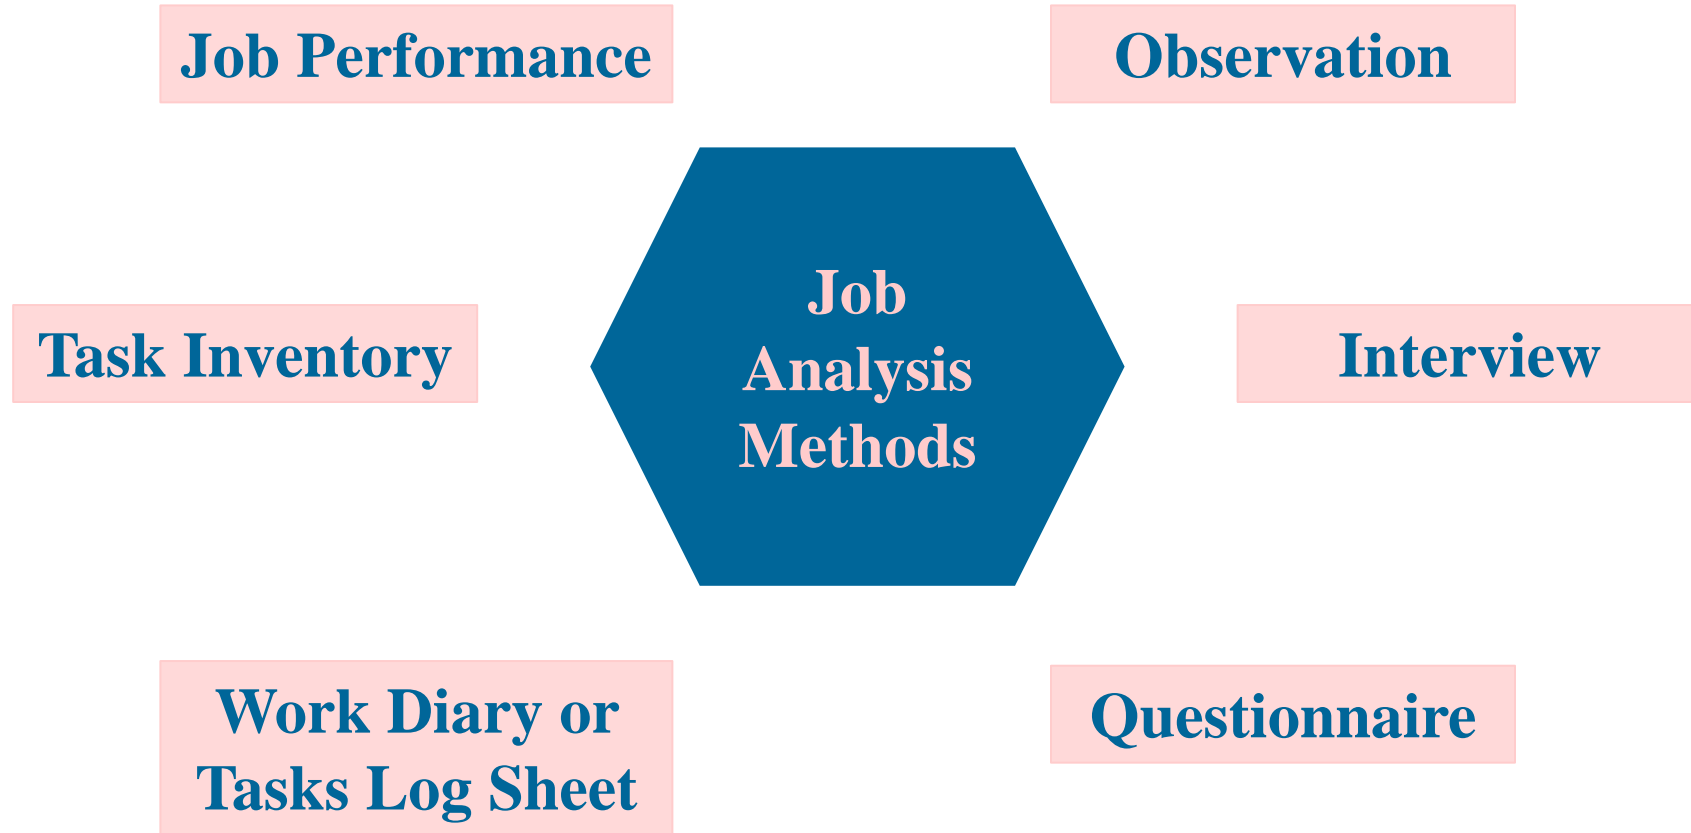 Job Performance
Observation
Job
Analysis
Methods
Task Inventory
Interview
Work Diary or
Tasks Log Sheet
Questionnaire